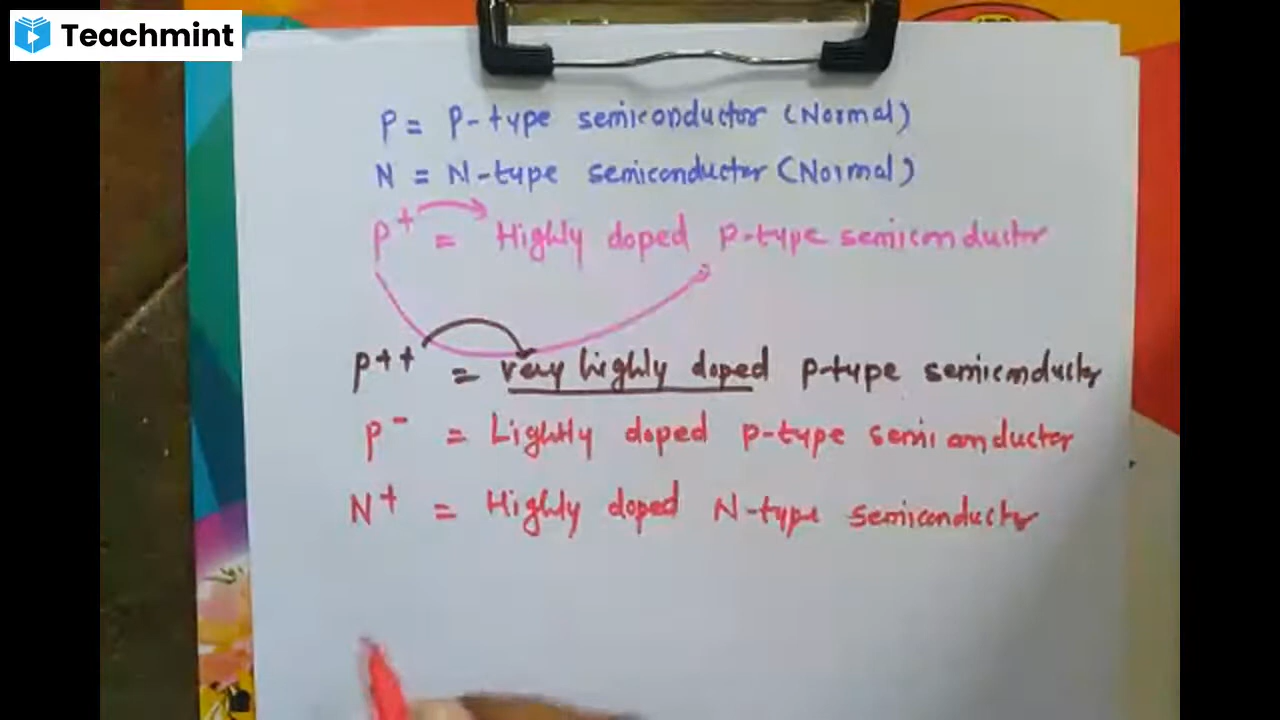 Teachmint
P = P-type semiconductor (Normal)
N = N-type semiconductor (Normal)
P+ = Highly doped P-type semiconductor
P++ = very highly doped P-type semiconductor
P- = Lightly doped P-type semiconductor
N+ = Highly doped N-type semiconductor